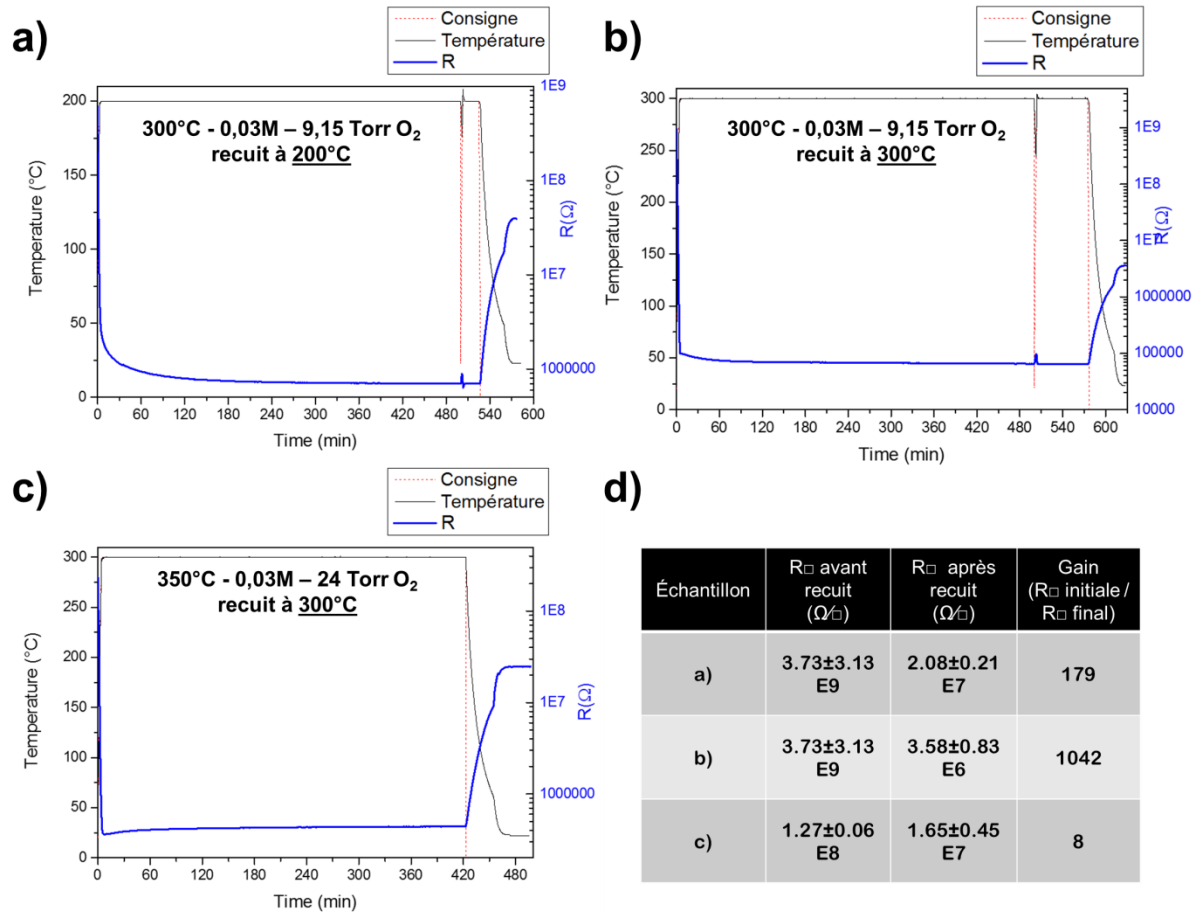 a)
Consigne
Température
R
300°C - 0,03M – 9,15 Torr O₂
recuit à 200°C
Temperature (°C)
200
150
100
50
0
R(Ω)
1E9
1E8
1E7
1000000
0 60 120 180 240 300 360 420 480 540 600
Time (min)
b)
Consigne
Température
R
300°C - 0,03M – 9,15 Torr O₂
recuit à 300°C
Temperature (°C)
300
250
200
150
100
50
0
R(Ω)
1E9
1E8
1E7
1000000
100000
10000
0 60 120 180 240 300 360 420 480 540 600
Time (min)
c)
Consigne
Température
R
350°C - 0,03M – 24 Torr O₂
recuit à 300°C
Temperature (°C)
300
250
200
150
100
50
0
R(Ω)
1E8
1E7
1000000
0 60 120 180 240 300 360 420 480
Time (min)
d)
Échantillon R□ avant recuit (Ω/□) R□ après recuit (Ω/□) Gain (R□ initiale / R□ final)
a) 3.73±3.13 E9 2.08±0.21 E7 179
b) 3.73±3.13 E9 3.58±0.83 E6 1042
c) 1.27±0.06 E8 1.65±0.45 E7 8